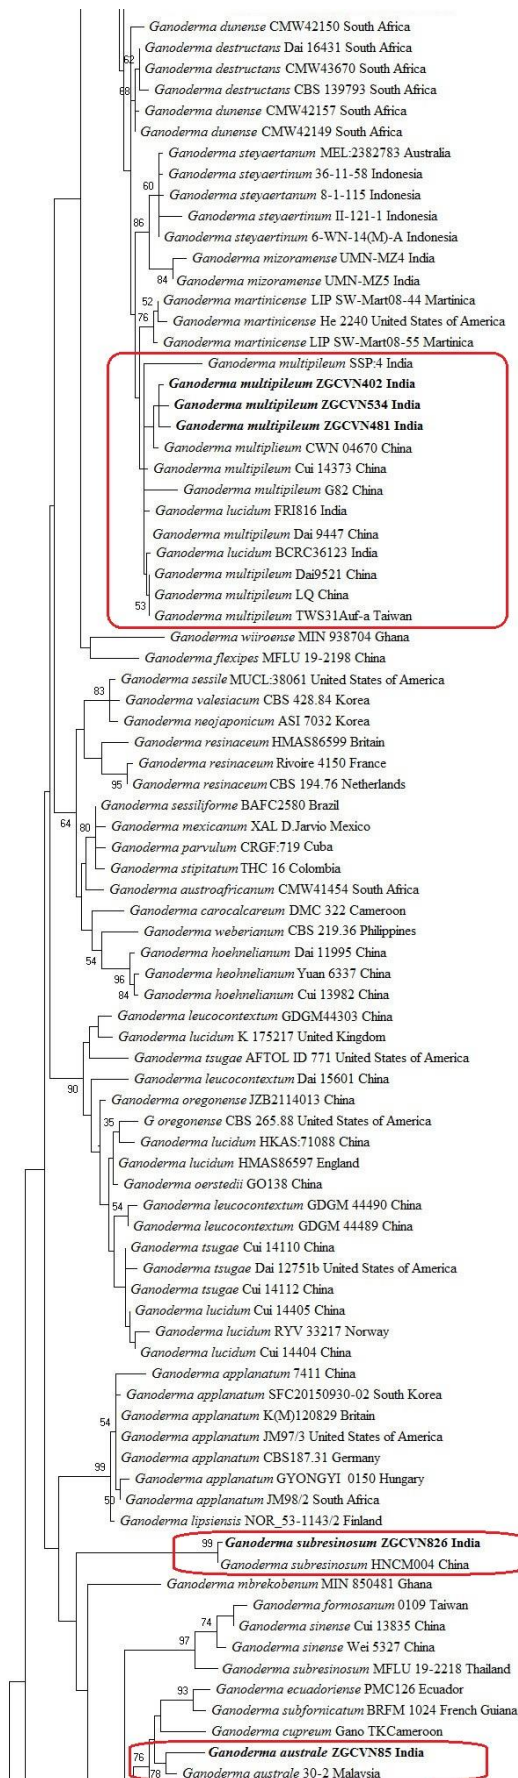 Ganoderma dunense CMW42150 South Africa
62
Ganoderma destructans Dai 16431 South Africa
Ganoderma destructans CMW43670 South Africa
68
Ganoderma destructans CBS 139793 South Africa
Ganoderma dunense CMW42157 South Africa
Ganoderma dunense CMW42149 South Africa
Ganoderma steyaertanum MEL:2382783 Australia
Ganoderma steyaertinum 36-11-58 Indonesia
60
Ganoderma steyaertanum 8-1-115 Indonesia
Ganoderma steyaertinum II-121-1 Indonesia
86
Ganoderma steyaertinum 6-WN-14(M)-A Indonesia
Ganoderma mizoramense UMN-MZ4 India
84
Ganoderma mizoramense UMN-MZ5 India
52
Ganoderma martinicense LIP SW-Mart08-44 Martinica
76
Ganoderma martinicense He 2240 United States of America
Ganoderma martinicense LIP SW-Mart08-55 Martinica
Ganoderma multipileum SSP:4 India
Ganoderma multipileum ZGCVN402 India
Ganoderma multipileum ZGCVN534 India
Ganoderma multipileum ZGCVN481 India
Ganoderma multiplieum CWN 04670 China
Ganoderma multipileum Cui 14373 China
Ganoderma multipileum G82 China
Ganoderma lucidum FRI816 India
Ganoderma multipileum Dai 9447 China
Ganoderma lucidum BCRC36123 India
Ganoderma multipileum Dai9521 China
Ganoderma multipileum LQ China
53
Ganoderma multipileum TWS31Auf-a Taiwan
Ganoderma wiiroense MIN 938704 Ghana
Ganoderma flexipes MFLU 19-2198 China
Ganoderma sessile MUCL:38061 United States of America
83
Ganoderma valesiacum CBS 428.84 Korea
Ganoderma neojaponicum ASI 7032 Korea
Ganoderma resinaceum HMAS86599 Britain
Ganoderma resinaceum Rivoire 4150 France
95
Ganoderma resinaceum CBS 194.76 Netherlands
Ganoderma sessiliforme BAFC2580 Brazil
64
80
Ganoderma mexicanum XAL D.Jarvio Mexico
Ganoderma parvulum CRGF:719 Cuba
Ganoderma stipitatum THC 16 Colombia
Ganoderma austroafricanum CMW41454 South Africa
Ganoderma carocalcareum DMC 322 Cameroon
Ganoderma weberianum CBS 219.36 Philippines
54
Ganoderma hoehnelianum Dai 11995 China
96
Ganoderma heohnelianum Yuan 6337 China
84
Ganoderma hoehnelianum Cui 13982 China
Ganoderma leucocontextum GDGM44303 China
Ganoderma lucidum K 175217 United Kingdom
Ganoderma tsugae AFTOL ID 771 United States of America
90
Ganoderma leucocontextum Dai 15601 China
Ganoderma oregonense JZB2114013 China
35
G oregonense CBS 265.88 United States of America
Ganoderma lucidum HKAS:71088 China
Ganoderma lucidum HMAS86597 England
Ganoderma oerstedii GO138 China
54
Ganoderma leucocontextum GDGM 44490 China
Ganoderma leucocontextum GDGM 44489 China
Ganoderma tsugae Cui 14110 China
Ganoderma tsugae Dai 12751b United States of America
Ganoderma tsugae Cui 14112 China
Ganoderma lucidum Cui 14405 China
Ganoderma lucidum RYV 33217 Norway
Ganoderma lucidum Cui 14404 China
Ganoderma applanatum 7411 China
Ganoderma applanatum SFC20150930-02 South Korea
54
Ganoderma applanatum K(M)120829 Britain
Ganoderma applanatum JM97/3 United States of America
99
Ganoderma applanatum CBS187.31 Germany
Ganoderma applanatum GYONGYI 0150 Hungary
50
Ganoderma applanatum JM98/2 South Africa
Ganoderma lipsiensis NOR_53-1143/2 Finland
99
Ganoderma subresinosum ZGCVN826 India
Ganoderma subresinosum HNCM004 China
Ganoderma mbrekobenum MIN 850481 Ghana
Ganoderma formosanum 0109 Taiwan
74
Ganoderma sinense Cui 13835 China
97
Ganoderma sinense Wei 5327 China
Ganoderma subresinosum MFLU 19-2218 Thailand
93
Ganoderma ecuadoriense PMC126 Ecuador
Ganoderma subfornicatum BRFM 1024 French Guiana
Ganoderma cupreum Gano TKCameroon
76
Ganoderma australe ZGCVN85 India
78
Ganoderma australe 30-2 Malaysia